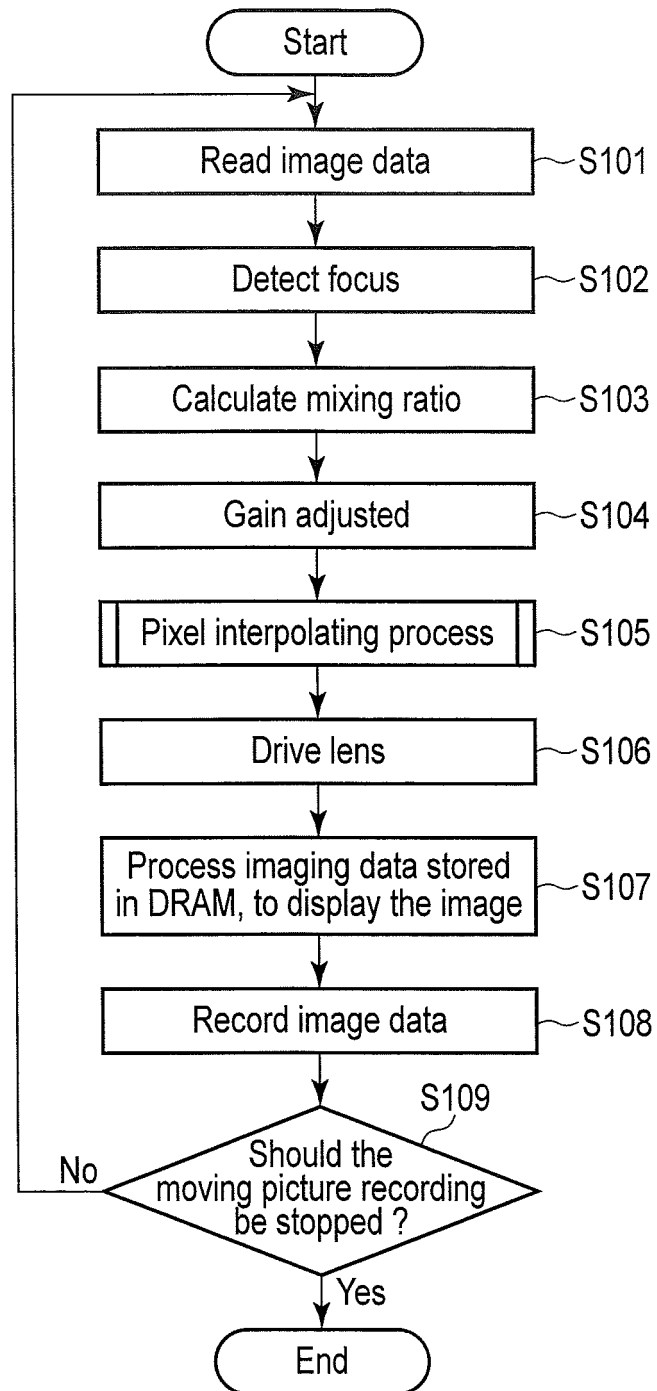 Start
Read image data
S101
Detect focus
S102
Calculate mixing ratio
S103
Gain adjusted
S104
Pixel interpolating process
S105
Drive lens
S106
Process imaging data stored
in DRAM, to display the image
S107
Record image data
S108
S109
Should the
moving picture recording
be stopped ?
No
Yes
End